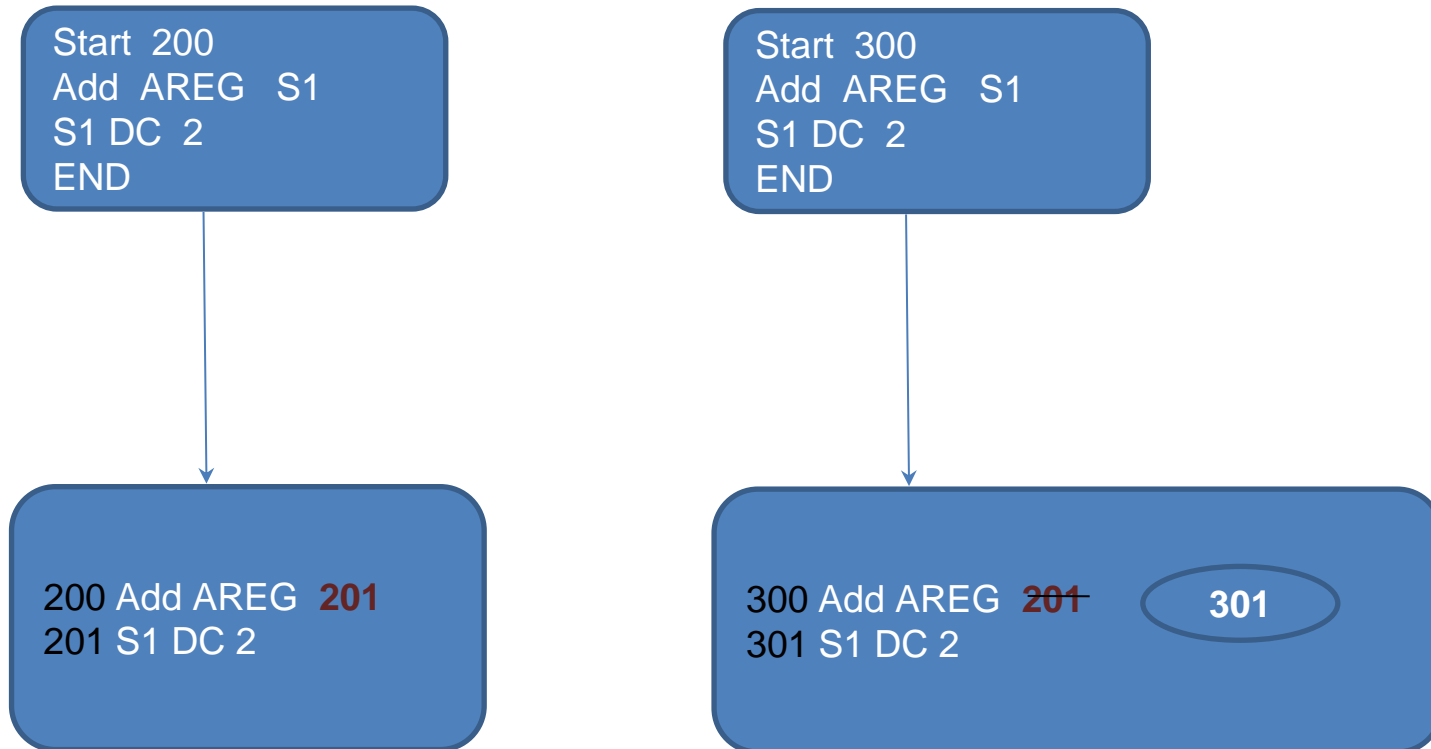 Start 200
Add AREG S1
S1 DC 2
END
Start 300
Add AREG S1
S1 DC 2
END
200 Add AREG 201
201 S1 DC 2
300 Add AREG 201 301
301 S1 DC 2